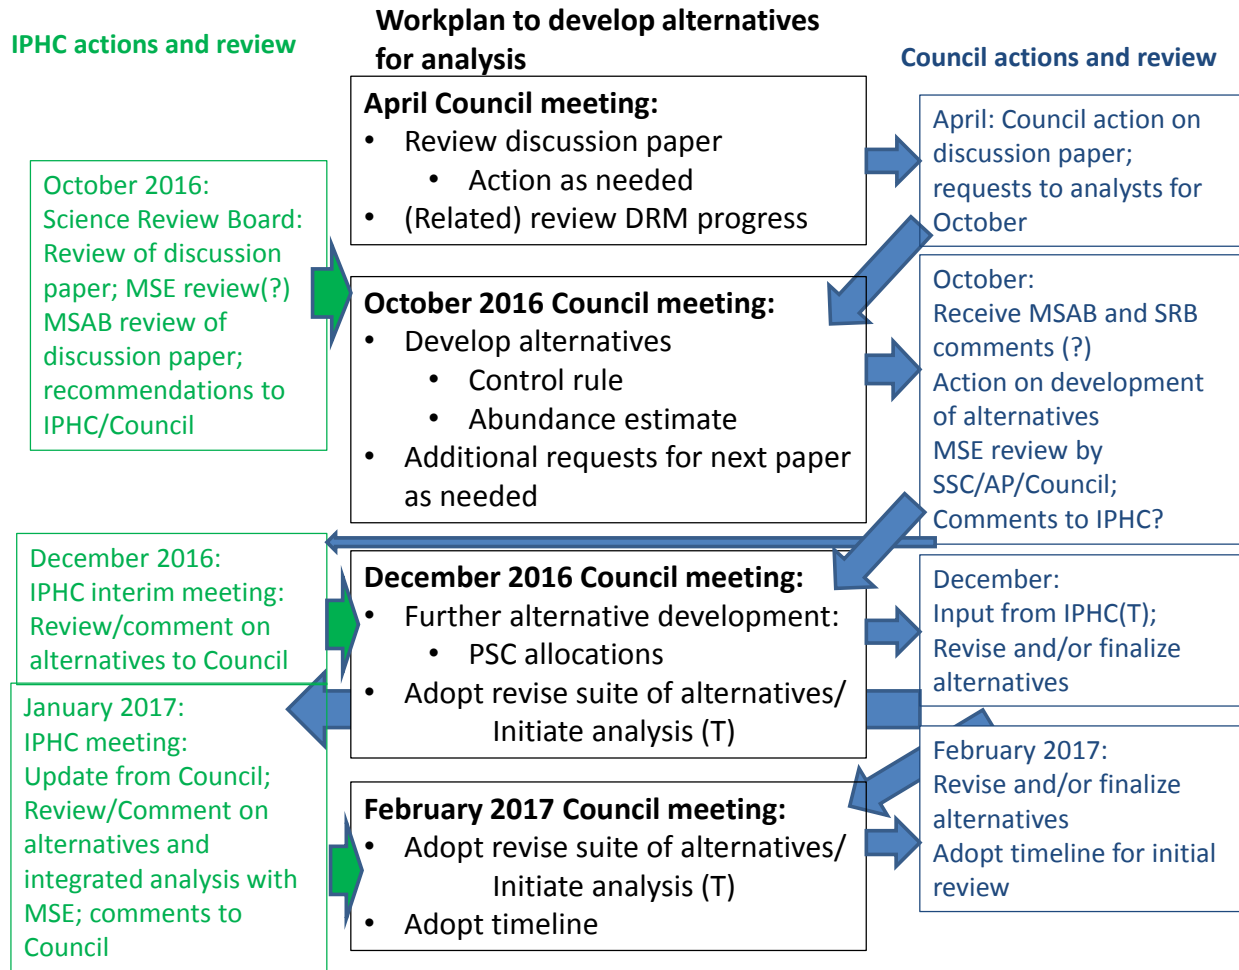 IPHC actions and review
Workplan to develop alternatives
for analysis
Council actions and review
April Council meeting:
• Review discussion paper
• Action as needed
• (Related) review DRM progress
April: Council action on
discussion paper;
requests to analysts for
October
October 2016:
Science Review Board:
Review of discussion
paper; MSE review(?)
MSAB review of
discussion paper;
recommendations to
IPHC/Council
October 2016 Council meeting:
• Develop alternatives
• Control rule
• Abundance estimate
• Additional requests for next paper
as needed
October:
Receive MSAB and SRB
comments (?)
Action on development
of alternatives
MSE review by
SSC/AP/Council;
Comments to IPHC?
December 2016:
IPHC interim meeting:
Review/comment on
alternatives to Council
December 2016 Council meeting:
• Further alternative development:
• PSC allocations
• Adopt revise suite of alternatives/
Initiate analysis (T)
December:
Input from IPHC(T);
Revise and/or finalize
alternatives
January 2017:
IPHC meeting:
Update from Council;
Review/Comment on
alternatives and
integrated analysis with
MSE; comments to
Council
February 2017 Council meeting:
• Adopt revise suite of alternatives/
Initiate analysis (T)
• Adopt timeline
February 2017:
Revise and/or finalize
alternatives
Adopt timeline for initial
review